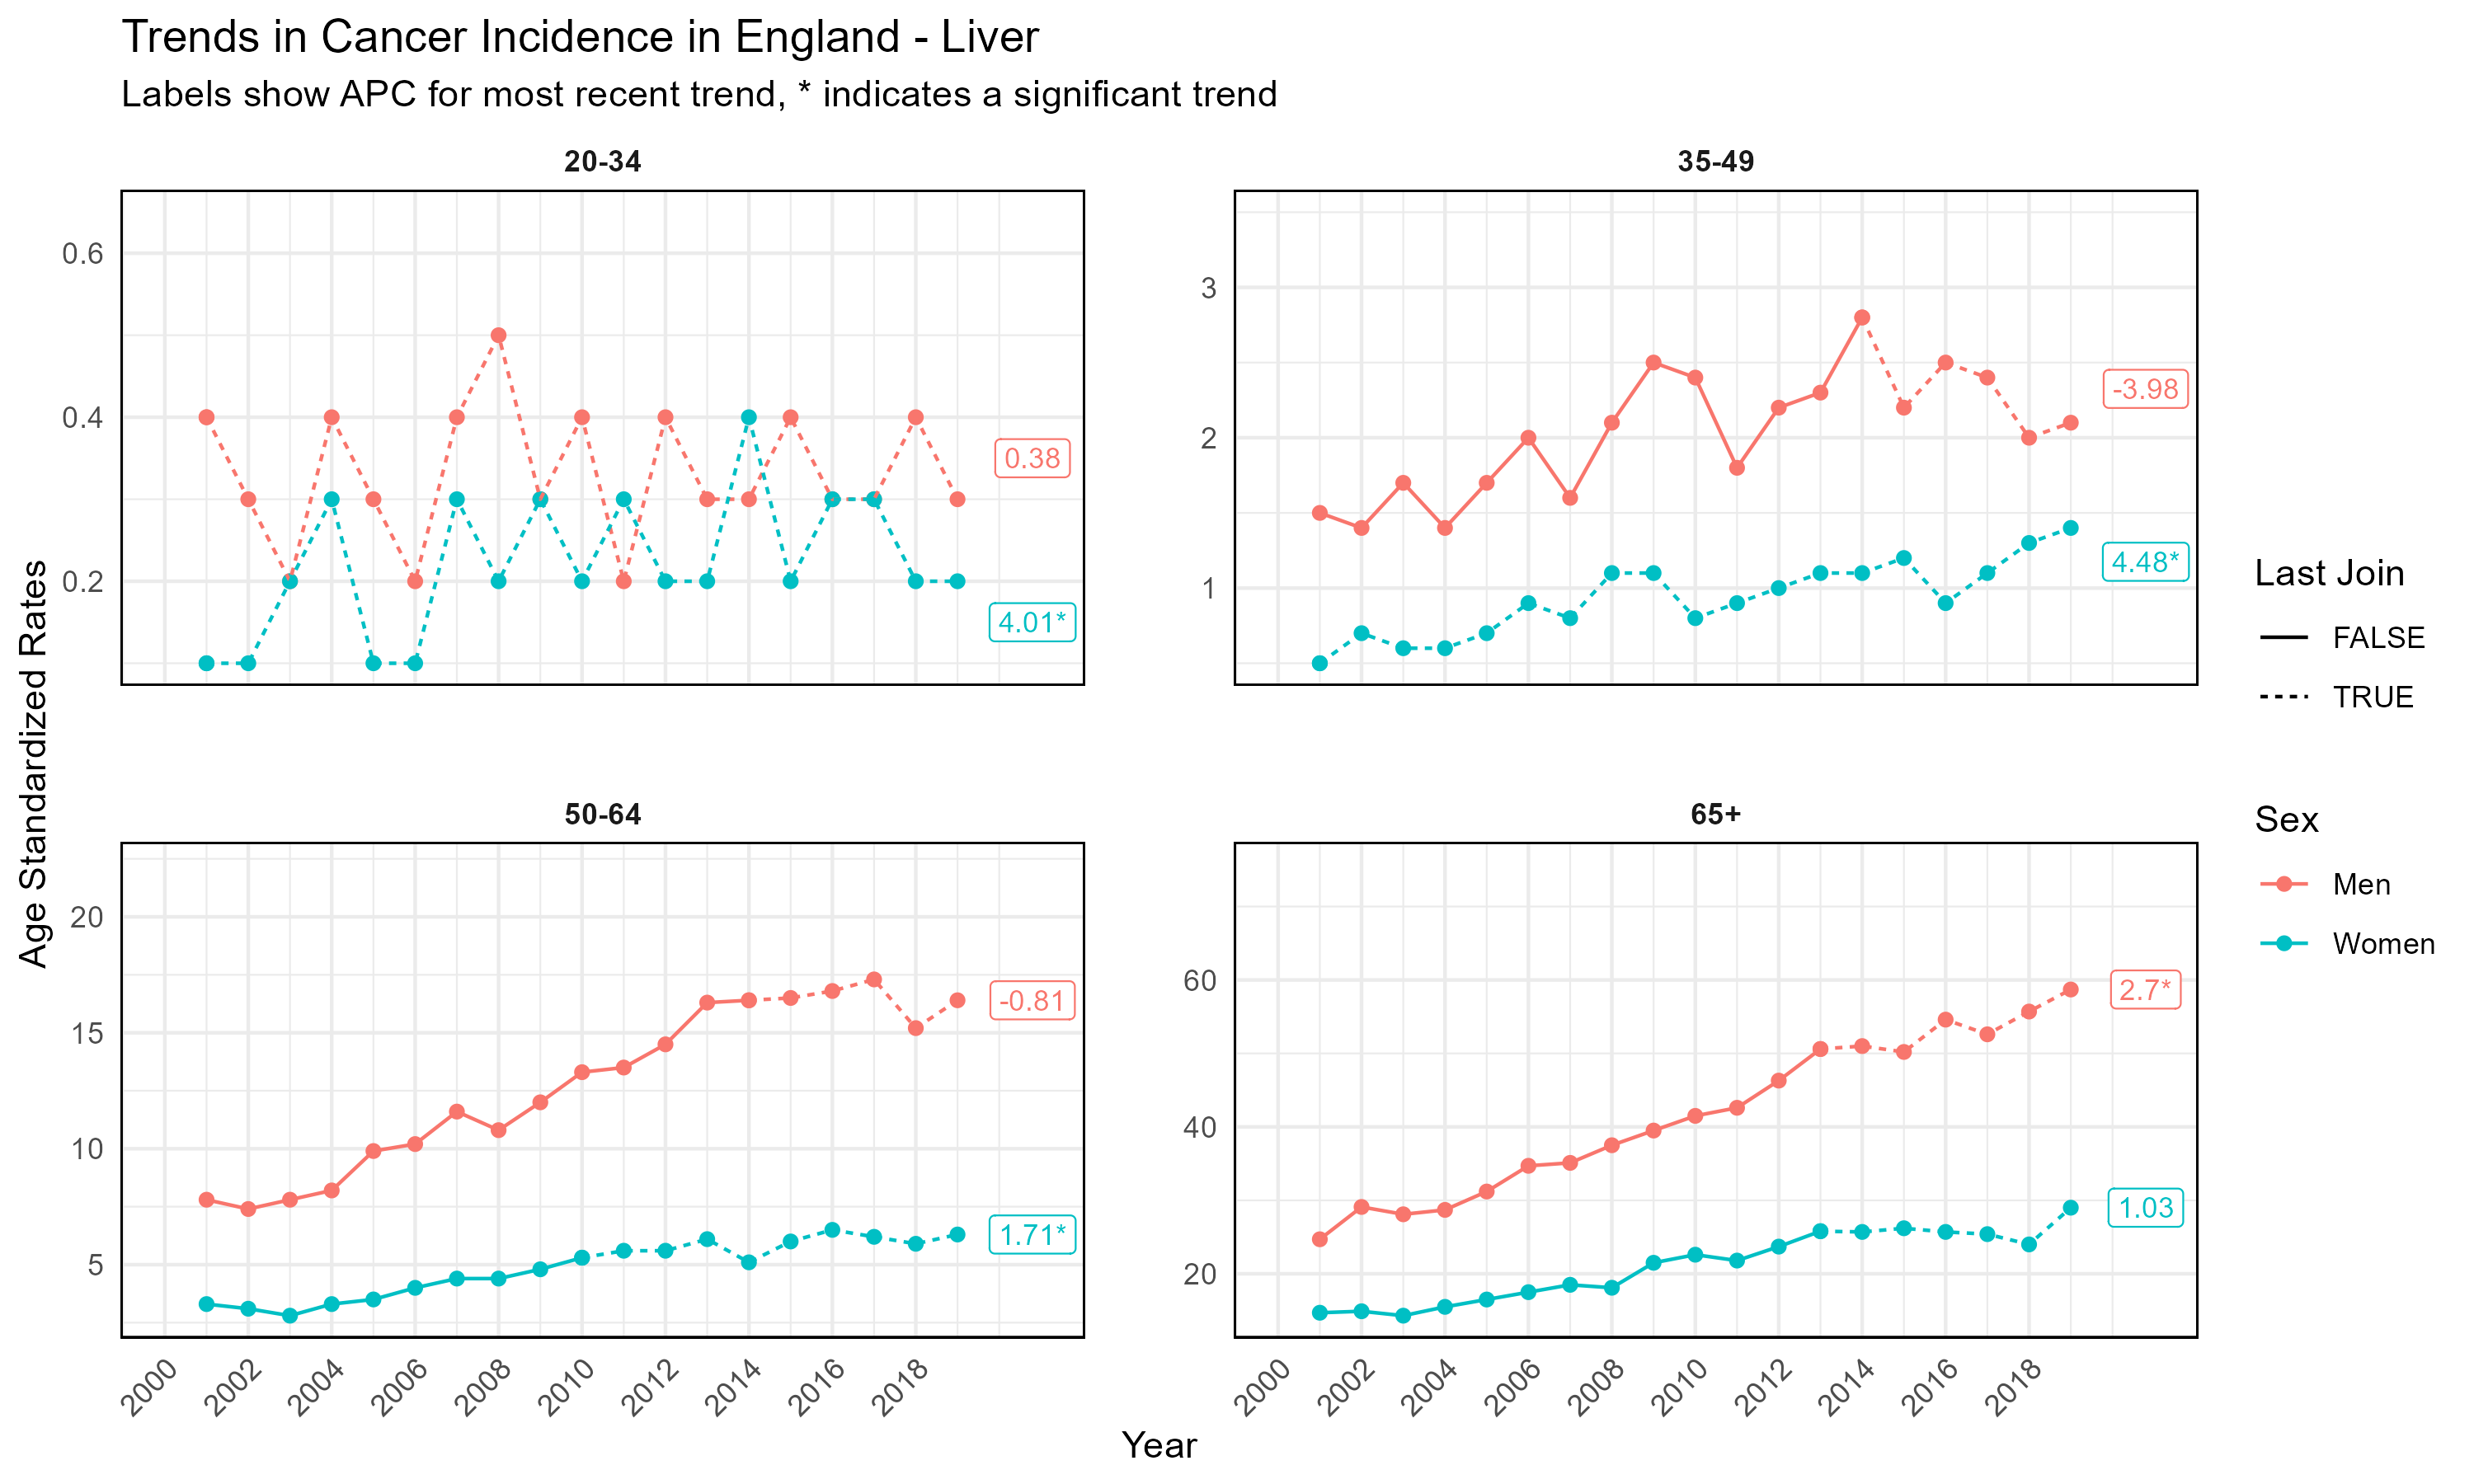 Trends in Cancer Incidence in England - Liver
Labels show APC for most recent trend, * indicates a significant trend
20-34
35-49
0.6
0.4
0.2
0.38
4.01*
3
2
1
-3.98
4.48*
Age Standardized Rates
50-64
65+
20
15
10
5
-0.81
1.71*
60
40
20
2.7*
1.03
2000 2002 2004 2006 2008 2010 2012 2014 2016 2018
2000 2002 2004 2006 2008 2010 2012 2014 2016 2018
Year
Last Join
FALSE
TRUE
Sex
Men
Women